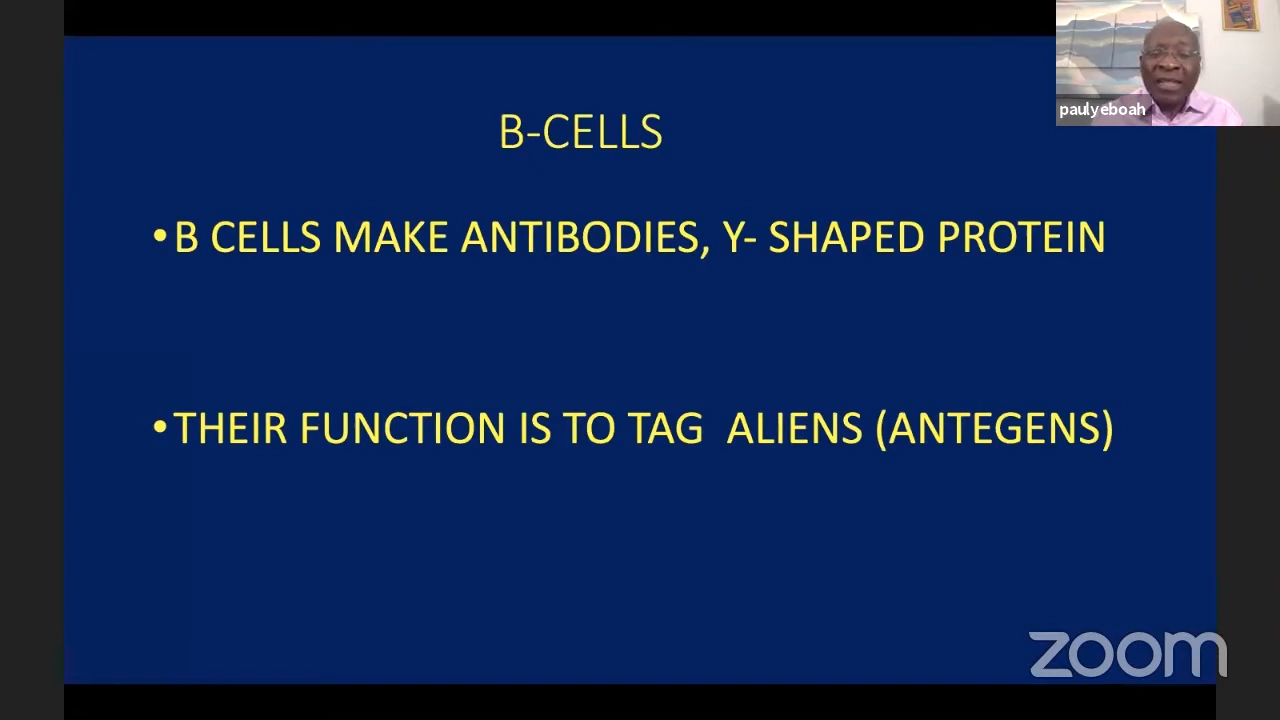 paulyeboah
B-CELLS
•B CELLS MAKE ANTIBODIES, Y- SHAPED PROTEIN
•THEIR FUNCTION IS TO TAG  ALIENS (ANTEGENS)
zoom